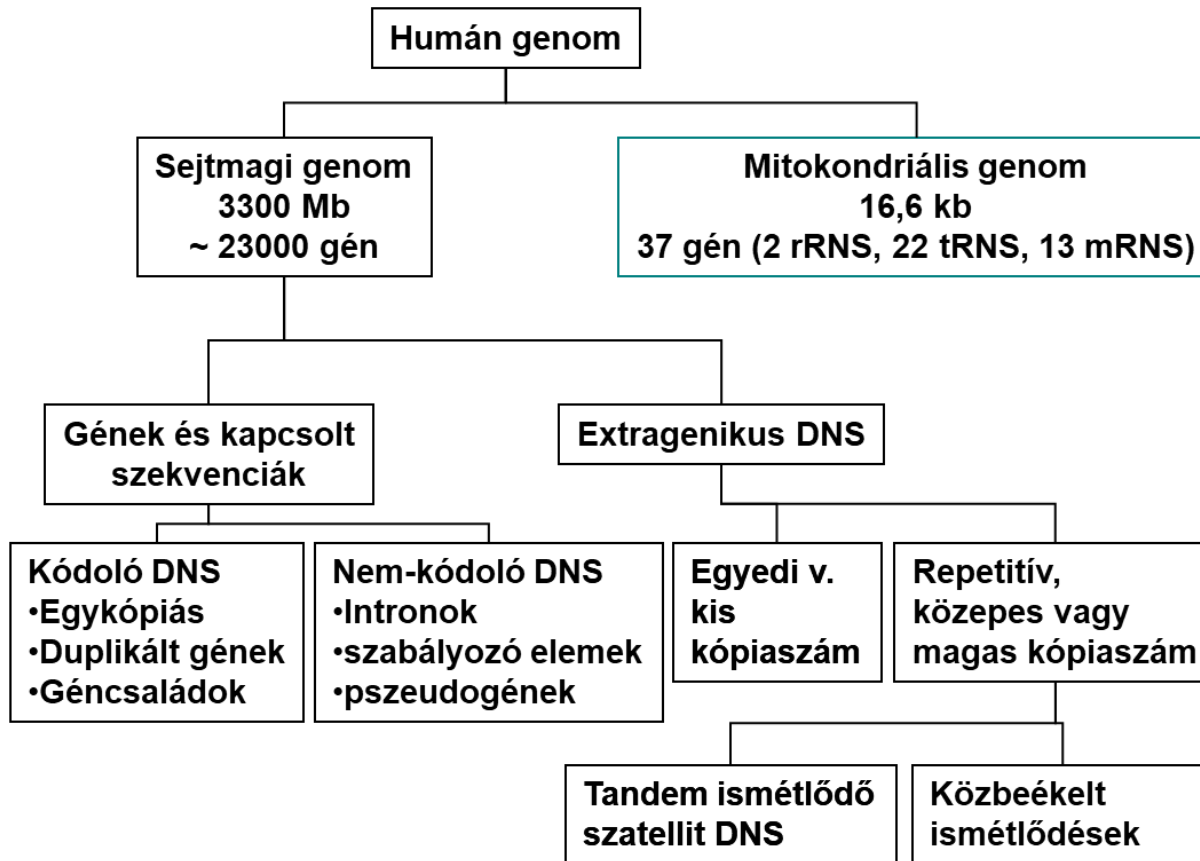 Humán genom
Sejtmagi genom
3300 Mb
~ 23000 gén
Mitokondriális genom
16,6 kb
37 gén (2 rRNS, 22 tRNS, 13 mRNS)
Gének és kapcsolt
szekvenciák
Extragenikus DNS
Kódoló DNS
•Egykópiás
•Duplikált gének
•Géncsaládok
Nem-kódoló DNS
•Intronok
•szabályozó elemek
•pszeudogének
Egyedi v.
kis
kópiaszám
Repetitív,
közepes vagy
magas kópiaszám
Tandem ismétlődő
szatellit DNS
Közbeékelt
ismétlődések